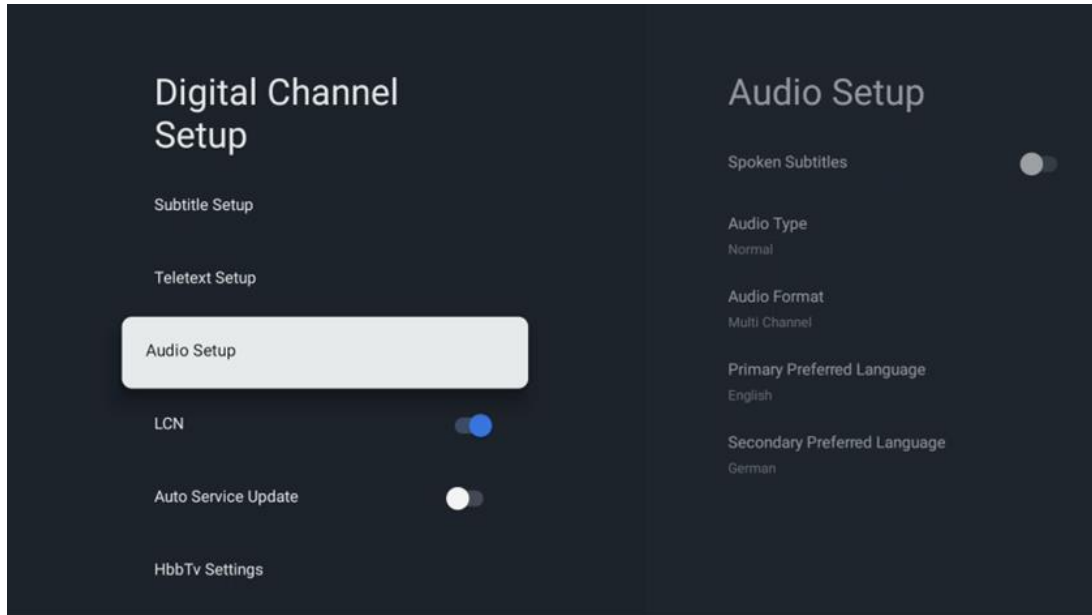 Digital Channel
Setup
Subtitle Setup
Teletext Setup
Audio Setup
LCN
Auto Service Update
HbbTv Settings
Audio Setup
Spoken Subtitles
Audio Type
Normal
Audio Format
Multi Channel
Primary Preferred Language
English
Secondary Preferred Language
German